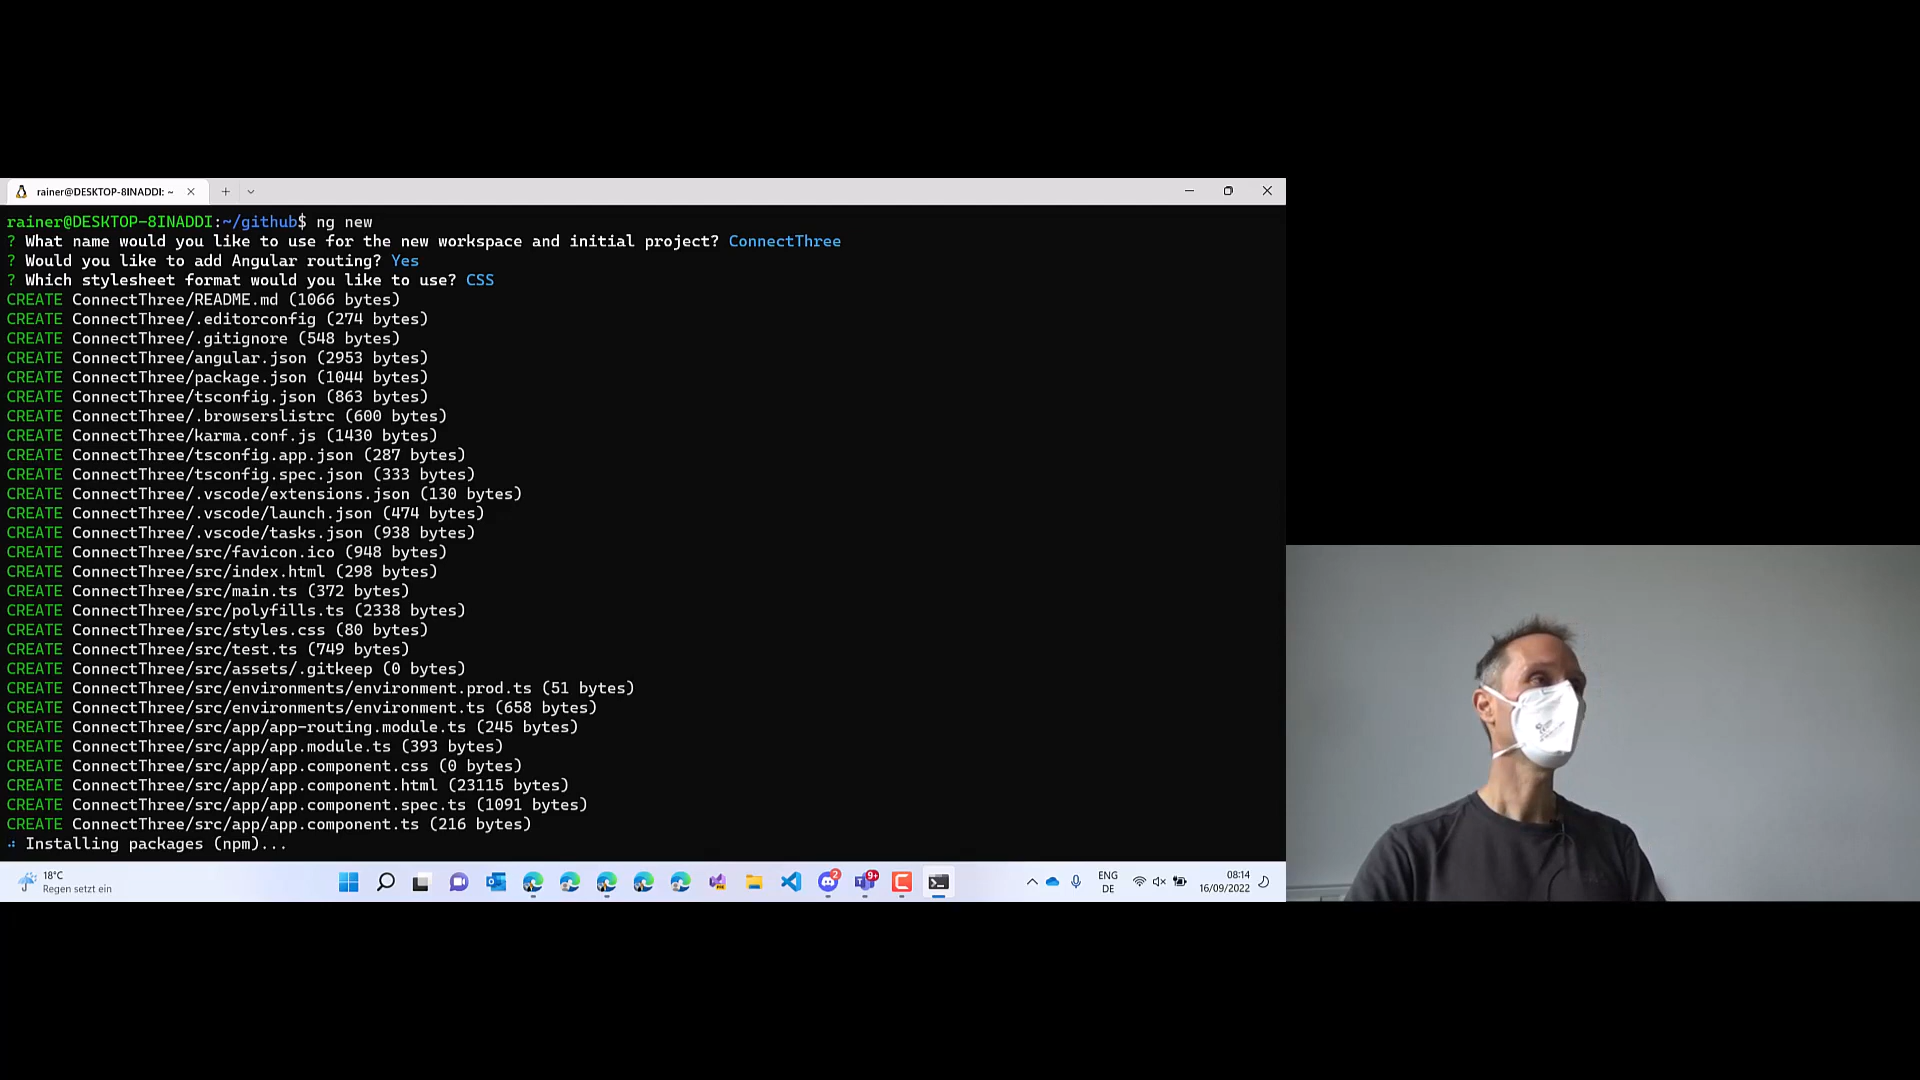 rainer@DESKTOP-8INADDI: ~
rainer@DESKTOP-8INADDI:~/github$ ng new
? What name would you like to use for the new workspace and initial project? ConnectThree
? Would you like to add Angular routing? Yes
? Which stylesheet format would you like to use? CSS
CREATE ConnectThree/README.md (1066 bytes)
CREATE ConnectThree/.editorconfig (274 bytes)
CREATE ConnectThree/.gitignore (548 bytes)
CREATE ConnectThree/angular.json (2953 bytes)
CREATE ConnectThree/package.json (1044 bytes)
CREATE ConnectThree/tsconfig.json (863 bytes)
CREATE ConnectThree/.browserslistrc (600 bytes)
CREATE ConnectThree/karma.conf.js (1430 bytes)
CREATE ConnectThree/tsconfig.app.json (287 bytes)
CREATE ConnectThree/tsconfig.spec.json (333 bytes)
CREATE ConnectThree/.vscode/extensions.json (130 bytes)
CREATE ConnectThree/.vscode/launch.json (474 bytes)
CREATE ConnectThree/.vscode/tasks.json (938 bytes)
CREATE ConnectThree/src/favicon.ico (948 bytes)
CREATE ConnectThree/src/index.html (298 bytes)
CREATE ConnectThree/src/main.ts (372 bytes)
CREATE ConnectThree/src/polyfills.ts (2338 bytes)
CREATE ConnectThree/src/styles.css (80 bytes)
CREATE ConnectThree/src/test.ts (749 bytes)
CREATE ConnectThree/src/assets/.gitkeep (0 bytes)
CREATE ConnectThree/src/environments/environment.prod.ts (51 bytes)
CREATE ConnectThree/src/environments/environment.ts (658 bytes)
CREATE ConnectThree/src/app/app-routing.module.ts (245 bytes)
CREATE ConnectThree/src/app/app.module.ts (393 bytes)
CREATE ConnectThree/src/app/app.component.css (0 bytes)
CREATE ConnectThree/src/app/app.component.html (23115 bytes)
CREATE ConnectThree/src/app/app.component.spec.ts (1091 bytes)
CREATE ConnectThree/src/app/app.component.ts (216 bytes)
Installing packages (npm)...
18°C
Regen setzt ein
2
9+
ENG
DE
08:14
16/09/2022